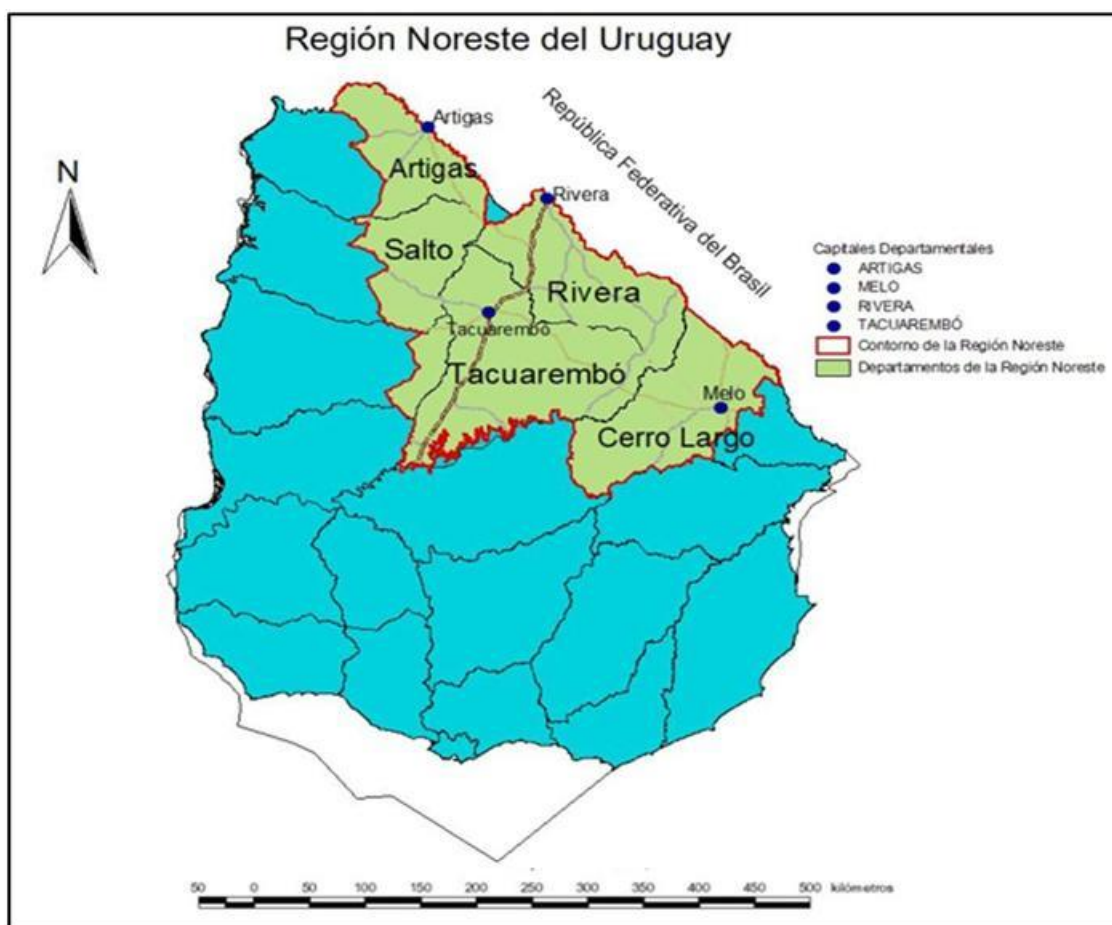 Región Noreste del Uruguay
República Federativa del Brasil
N
Artigas
Artigas
Rivera
Salto
Rivera
Tacuarembó
Tacuarembó
Melo
Cerro Largo
Capitales Departamentales
ARTIGAS
MELO
RIVERA
TACUAREMBÓ
Contorno de la Región Noreste
Departamentos de la Región Noreste
50 0 50 100 150 200 250 300 350 400 450 500 kilómetros